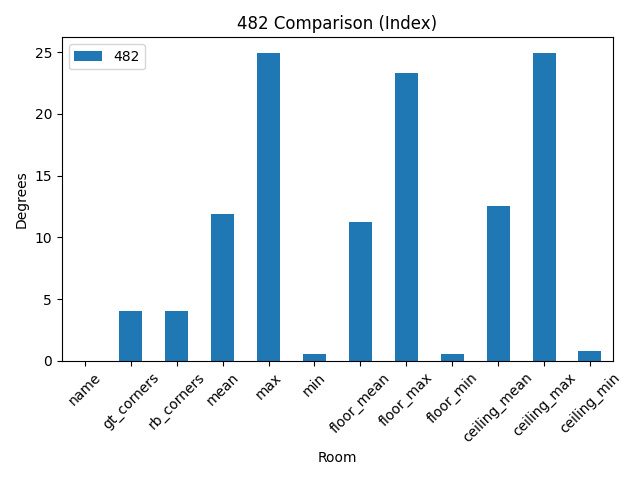 482 Comparison (Index)
482
Degrees
25
20
15
10
5
0
name
gt_corners
rb_corners
mean
max
min
floor_mean
floor_max
floor_min
ceiling_mean
ceiling_max
ceiling_min
Room